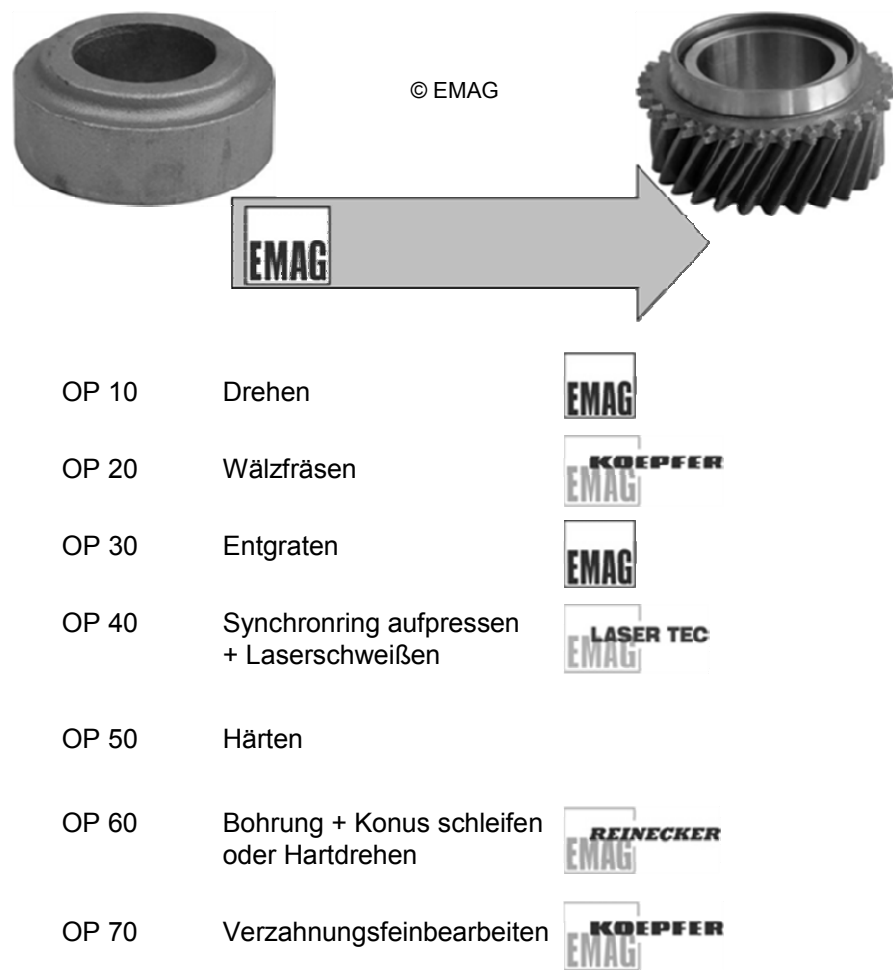 © EMAG
EMAG
OP 10 Drehen EMAG
OP 20 Wälzfräsen EMAG KOEPFER
OP 30 Entgraten EMAG
OP 40 Synchronring aufpressen EMAG LASER TEC
+ Laserschweißen
OP 50 Härten
OP 60 Bohrung + Konus schleifen EMAG REINECKER
oder Hartdrehen
OP 70 Verzahnungsfeinbearbeiten EMAG KOEPFER